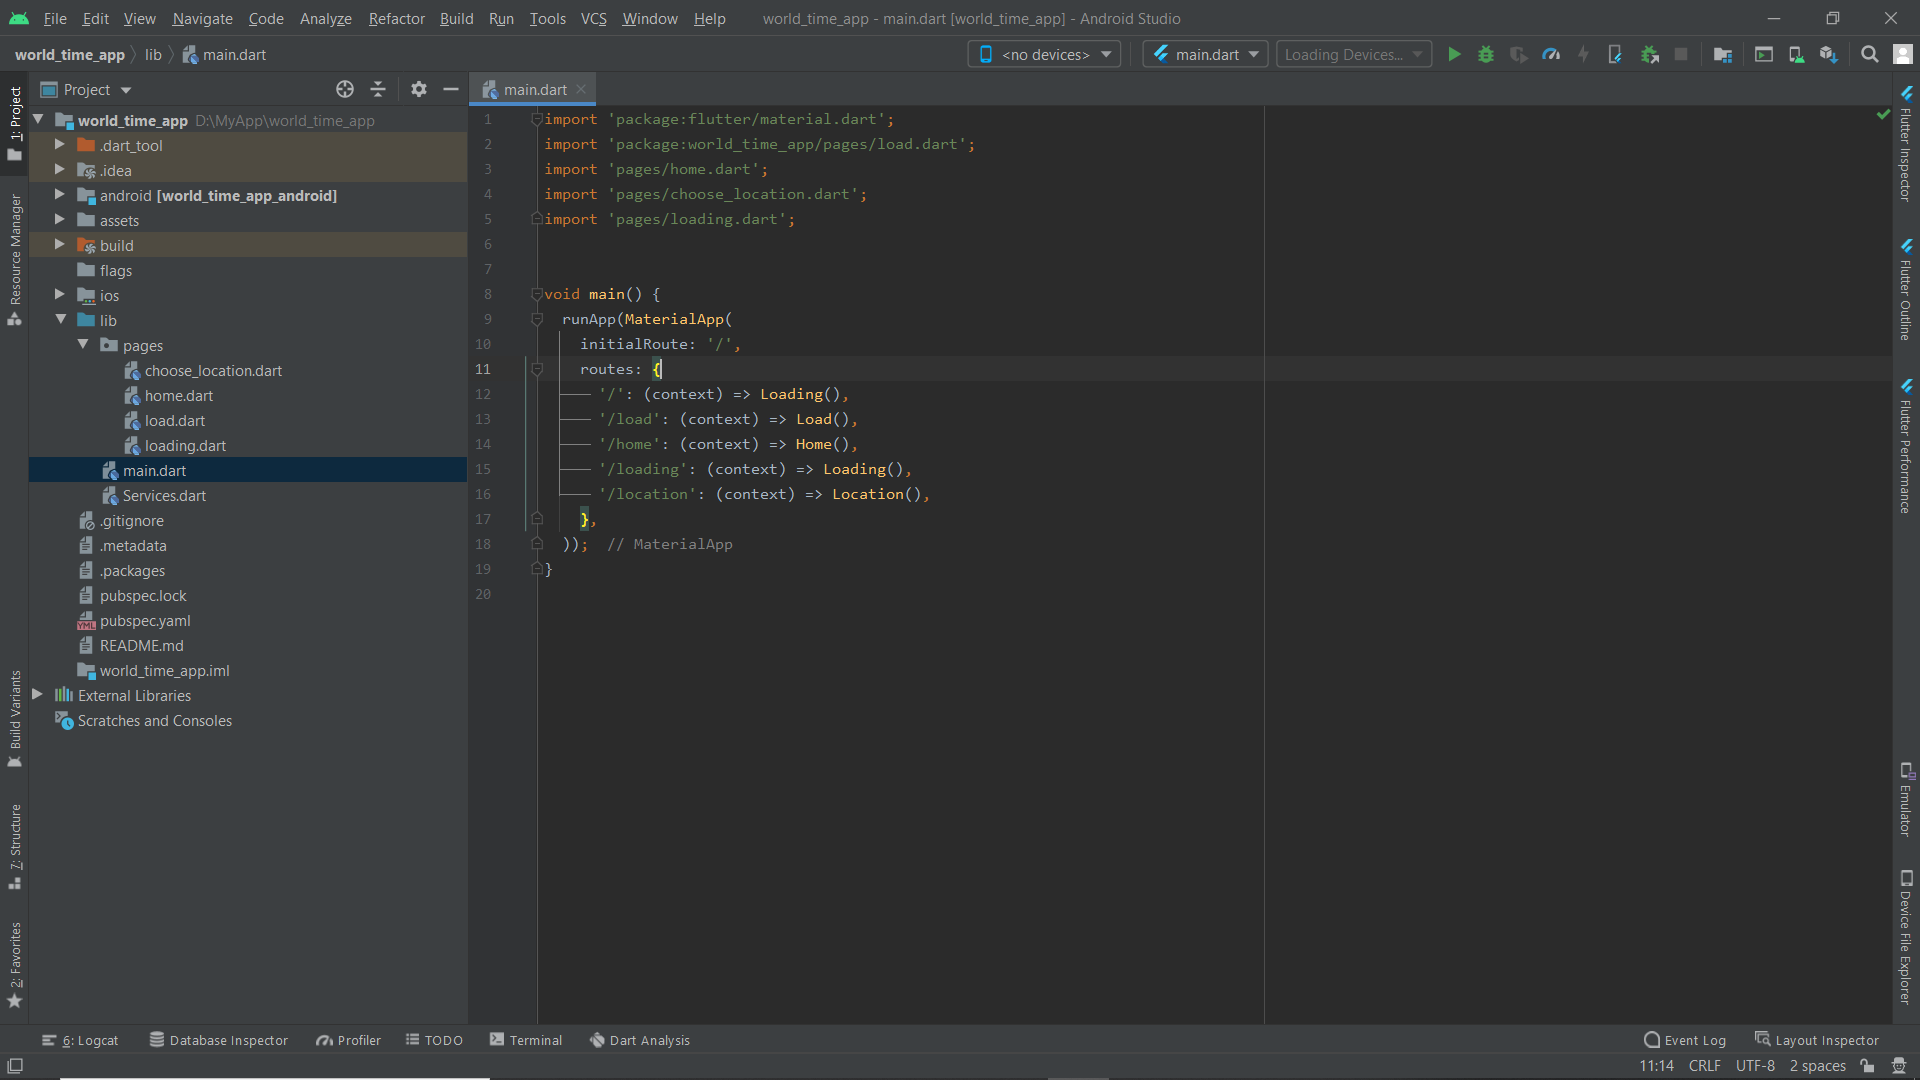 File Edit View Navigate Code Analyze Refactor Build Run Tools VCS Window Help world_time_app - main.dart [world_time_app] - Android Studio
world_time_app lib main.dart <no devices> main.dart Loading Devices...
Project main.dart
1: Project
Resource Manager
Build Variants
7: Structure
2: Favorites
world_time_app D:\MyApp\world_time_app
.dart_tool
.idea
android [world_time_app_android]
assets
build
flags
ios
lib
pages
choose_location.dart
home.dart
load.dart
loading.dart
main.dart
Services.dart
.gitignore
.metadata
.packages
pubspec.lock
pubspec.yaml
README.md
world_time_app.iml
External Libraries
Scratches and Consoles
1 import 'package:flutter/material.dart';
2 import 'package:world_time_app/pages/load.dart';
3 import 'pages/home.dart';
4 import 'pages/choose_location.dart';
5 import 'pages/loading.dart';
6
7
8 void main() {
9 runApp(MaterialApp(
10 initialRoute: '/',
11 routes: {
12 '/': (context) => Loading(),
13 '/load': (context) => Load(),
14 '/home': (context) => Home(),
15 '/loading': (context) => Loading(),
16 '/location': (context) => Location(),
17 },
18 )); // MaterialApp
19 }
20
Flutter Inspector
Flutter Outline
Flutter Performance
Emulator
Device File Explorer
6: Logcat Database Inspector Profiler TODO Terminal Dart Analysis Event Log Layout Inspector
11:14 CRLF UTF-8 2 spaces